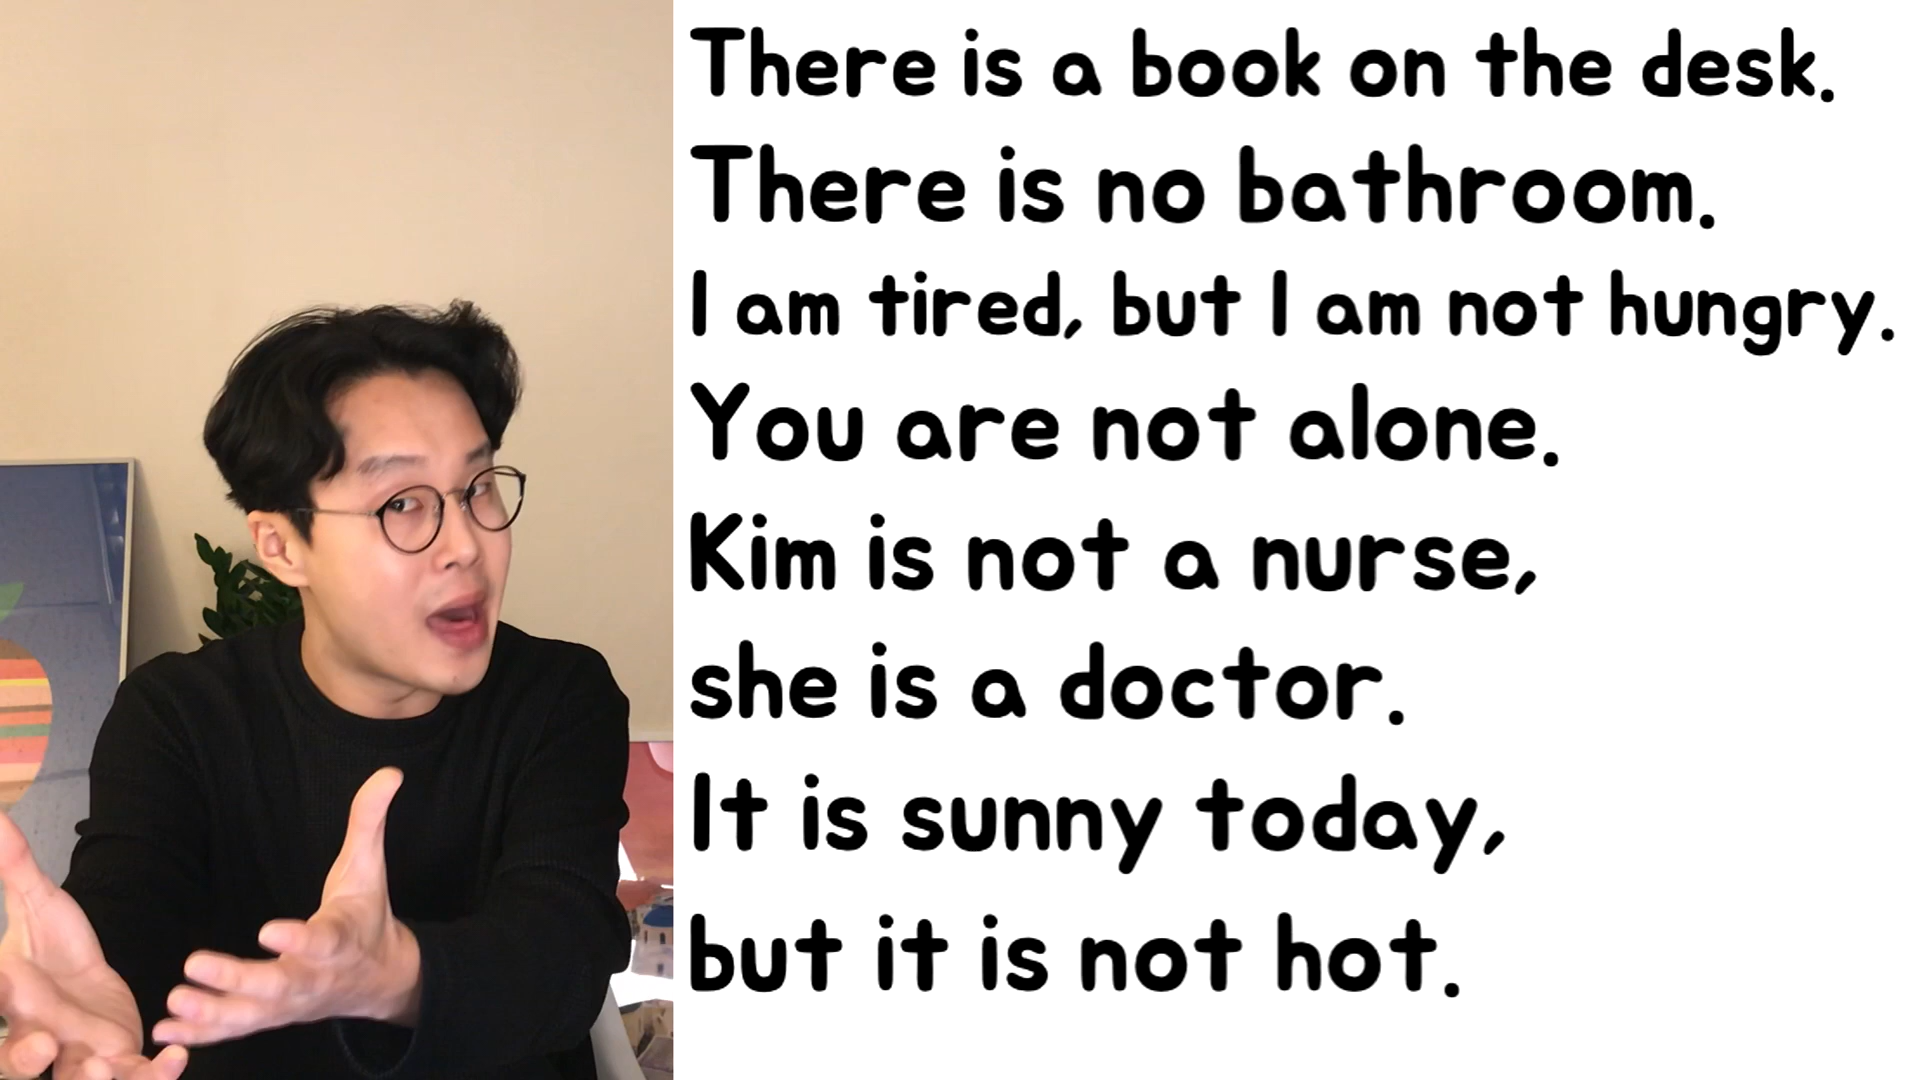 There is a book on the desk.
There is no bathroom.
I am tired, but I am not hungry.
You are not alone.
Kim is not a nurse,
she is a doctor.
It is sunny today,
but it is not hot.